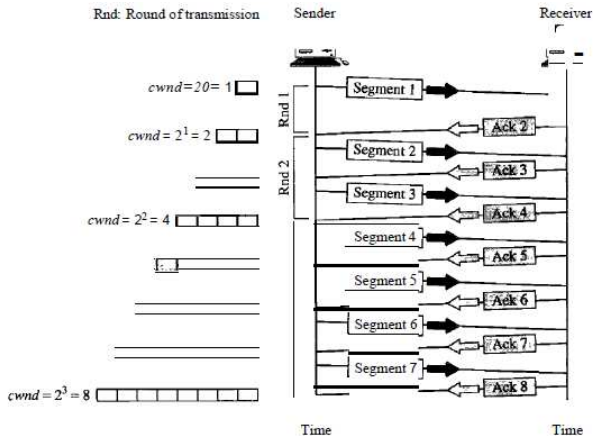 Rnd: Round of transmission
Sender
Receiver
cwnd=20= 1
Rnd 1
Segment 1
Ack 2
cwnd = 2¹ = 2
Rnd 2
Segment 2
Ack 3
Segment 3
Ack 4
cwnd = 2² = 4
Segment 4
Ack 5
Segment 5
Ack 6
Segment 6
Ack 7
Segment 7
cwnd = 2³ = 8
Ack 8
Time
Time